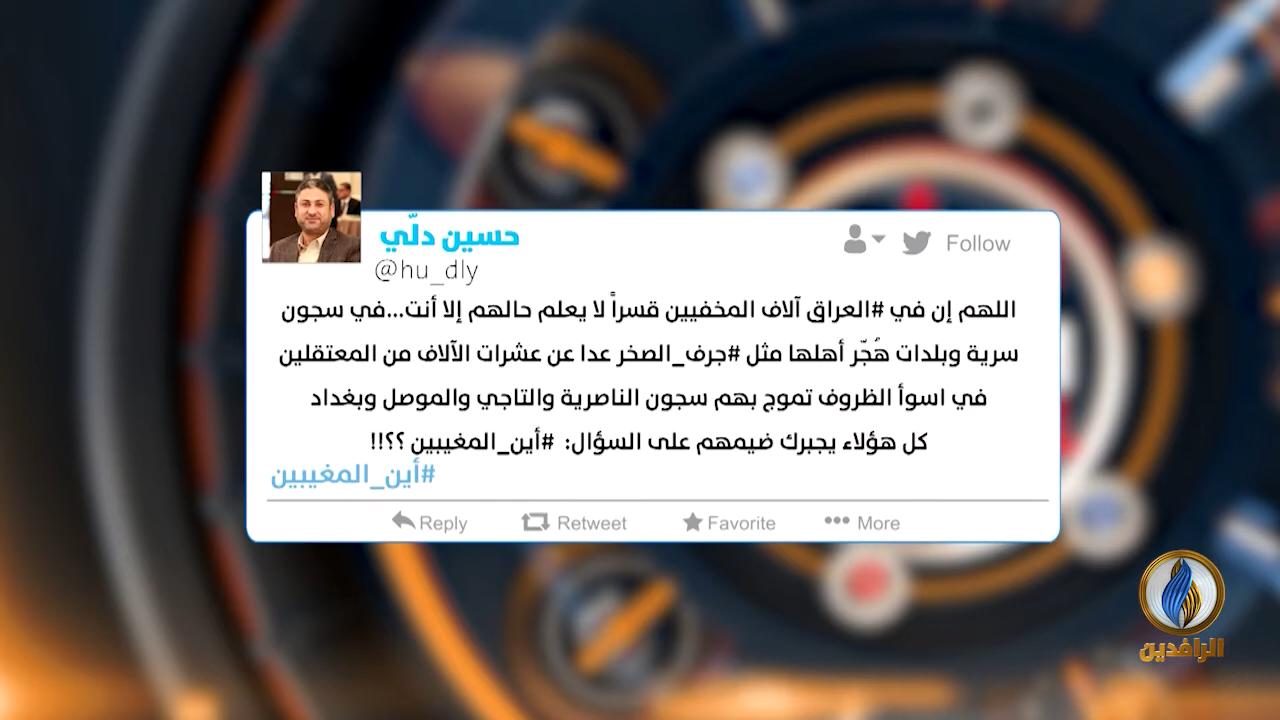 حسين دلّي
@hu_dly
Follow
اللهم إن في #العراق آلاف المخفيين قسراً لا يعلم حالهم إلا أنت...في سجون
سرية وبلدات هُجّر أهلها مثل #جرف_الصخر عدا عن عشرات الآلاف من المعتقلين
في اسوأ الظروف تموج بهم سجون الناصرية والتاجي والموصل وبغداد
كل هؤلاء يجبرك ضيمهم على السؤال: #أين_المغيبين ؟؟!!
#أين_المغيبين
Reply Retweet Favorite More
الرافدين